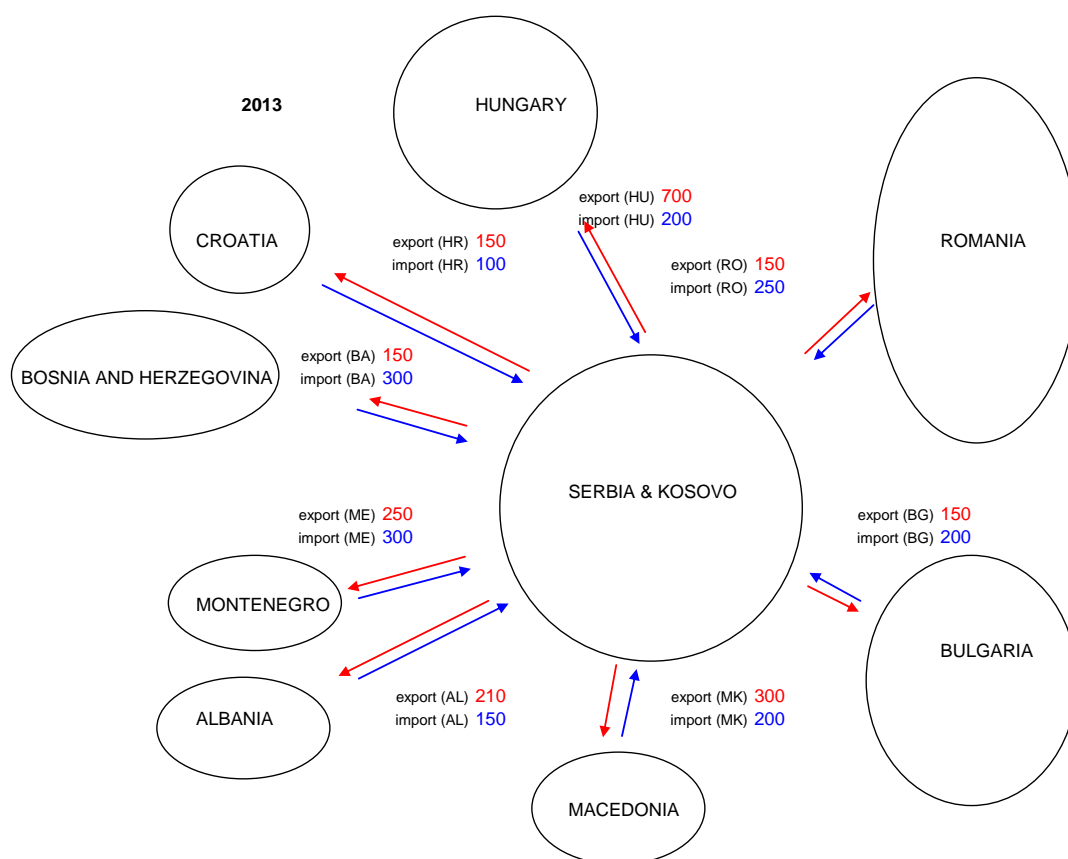 2013
HUNGARY
export (HU) 700
import (HU) 200
CROATIA
export (HR) 150
import (HR) 100
ROMANIA
export (RO) 150
import (RO) 250
BOSNIA AND HERZEGOVINA
export (BA) 150
import (BA) 300
SERBIA & KOSOVO
export (ME) 250
import (ME) 300
export (BG) 150
import (BG) 200
MONTENEGRO
BULGARIA
ALBANIA
export (AL) 210
import (AL) 150
export (MK) 300
import (MK) 200
MACEDONIA